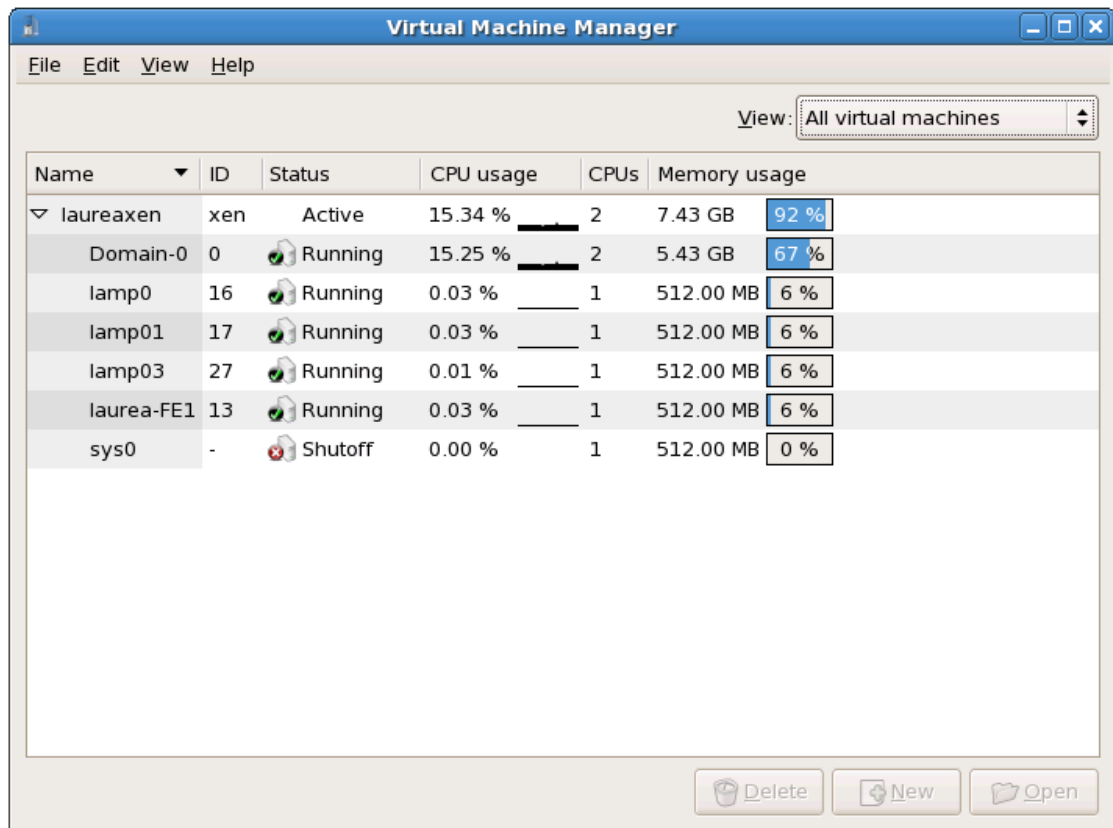 Virtual Machine Manager
File Edit View Help
View: All virtual machines
Name ID Status CPU usage CPUs Memory usage
laureaxen xen Active 15.34 % 2 7.43 GB 92 %
Domain-0 0 Running 15.25 % 2 5.43 GB 67 %
lamp0 16 Running 0.03 % 1 512.00 MB 6 %
lamp01 17 Running 0.03 % 1 512.00 MB 6 %
lamp03 27 Running 0.01 % 1 512.00 MB 6 %
laurea-FE1 13 Running 0.03 % 1 512.00 MB 6 %
sys0 - Shutoff 0.00 % 1 512.00 MB 0 %
Delete New Open